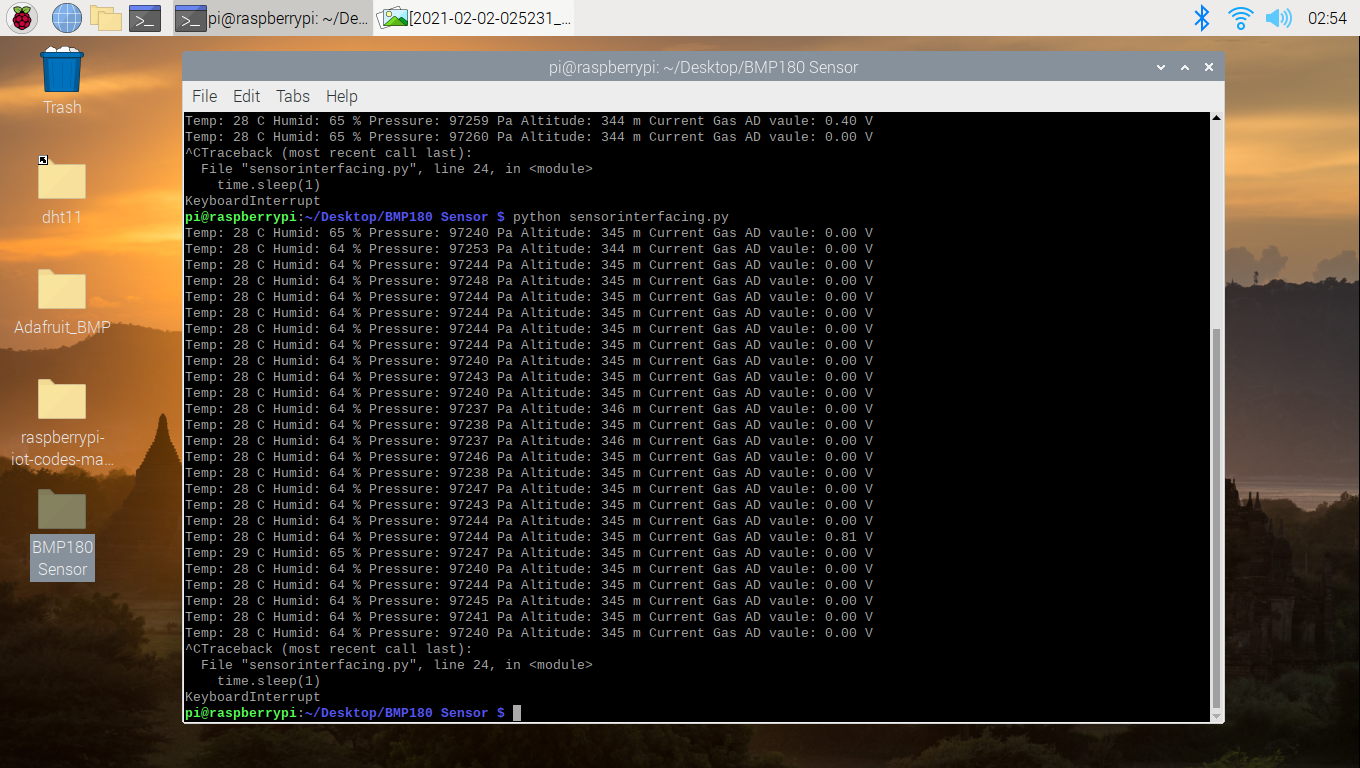 pi@raspberrypi: ~/De...
[2021-02-02-025231_...
02:54
Trash
dht11
Adafruit_BMP
raspberrypi-
iot-codes-ma...
BMP180
Sensor
pi@raspberrypi: ~/Desktop/BMP180 Sensor
File Edit Tabs Help
Temp: 28 C Humid: 65 % Pressure: 97259 Pa Altitude: 344 m Current Gas AD vaule: 0.40 V
Temp: 28 C Humid: 65 % Pressure: 97260 Pa Altitude: 344 m Current Gas AD vaule: 0.00 V
^CTraceback (most recent call last):
  File "sensorinterfacing.py", line 24, in <module>
    time.sleep(1)
KeyboardInterrupt
pi@raspberrypi:~/Desktop/BMP180 Sensor $ python sensorinterfacing.py
Temp: 28 C Humid: 65 % Pressure: 97240 Pa Altitude: 345 m Current Gas AD vaule: 0.00 V
Temp: 28 C Humid: 64 % Pressure: 97253 Pa Altitude: 344 m Current Gas AD vaule: 0.00 V
Temp: 28 C Humid: 64 % Pressure: 97244 Pa Altitude: 345 m Current Gas AD vaule: 0.00 V
Temp: 28 C Humid: 64 % Pressure: 97248 Pa Altitude: 345 m Current Gas AD vaule: 0.00 V
Temp: 28 C Humid: 64 % Pressure: 97244 Pa Altitude: 345 m Current Gas AD vaule: 0.00 V
Temp: 28 C Humid: 64 % Pressure: 97244 Pa Altitude: 345 m Current Gas AD vaule: 0.00 V
Temp: 28 C Humid: 64 % Pressure: 97244 Pa Altitude: 345 m Current Gas AD vaule: 0.00 V
Temp: 28 C Humid: 64 % Pressure: 97244 Pa Altitude: 345 m Current Gas AD vaule: 0.00 V
Temp: 28 C Humid: 64 % Pressure: 97240 Pa Altitude: 345 m Current Gas AD vaule: 0.00 V
Temp: 28 C Humid: 64 % Pressure: 97243 Pa Altitude: 345 m Current Gas AD vaule: 0.00 V
Temp: 28 C Humid: 64 % Pressure: 97240 Pa Altitude: 345 m Current Gas AD vaule: 0.00 V
Temp: 28 C Humid: 64 % Pressure: 97237 Pa Altitude: 346 m Current Gas AD vaule: 0.00 V
Temp: 28 C Humid: 64 % Pressure: 97238 Pa Altitude: 345 m Current Gas AD vaule: 0.00 V
Temp: 28 C Humid: 64 % Pressure: 97237 Pa Altitude: 346 m Current Gas AD vaule: 0.00 V
Temp: 28 C Humid: 64 % Pressure: 97246 Pa Altitude: 345 m Current Gas AD vaule: 0.00 V
Temp: 28 C Humid: 64 % Pressure: 97238 Pa Altitude: 345 m Current Gas AD vaule: 0.00 V
Temp: 28 C Humid: 64 % Pressure: 97247 Pa Altitude: 345 m Current Gas AD vaule: 0.00 V
Temp: 28 C Humid: 64 % Pressure: 97243 Pa Altitude: 345 m Current Gas AD vaule: 0.00 V
Temp: 28 C Humid: 64 % Pressure: 97244 Pa Altitude: 345 m Current Gas AD vaule: 0.00 V
Temp: 28 C Humid: 64 % Pressure: 97244 Pa Altitude: 345 m Current Gas AD vaule: 0.81 V
Temp: 29 C Humid: 65 % Pressure: 97247 Pa Altitude: 345 m Current Gas AD vaule: 0.00 V
Temp: 28 C Humid: 64 % Pressure: 97240 Pa Altitude: 345 m Current Gas AD vaule: 0.00 V
Temp: 28 C Humid: 64 % Pressure: 97244 Pa Altitude: 345 m Current Gas AD vaule: 0.00 V
Temp: 28 C Humid: 64 % Pressure: 97245 Pa Altitude: 345 m Current Gas AD vaule: 0.00 V
Temp: 28 C Humid: 64 % Pressure: 97241 Pa Altitude: 345 m Current Gas AD vaule: 0.00 V
Temp: 28 C Humid: 64 % Pressure: 97240 Pa Altitude: 345 m Current Gas AD vaule: 0.00 V
^CTraceback (most recent call last):
  File "sensorinterfacing.py", line 24, in <module>
    time.sleep(1)
KeyboardInterrupt
pi@raspberrypi:~/Desktop/BMP180 Sensor $